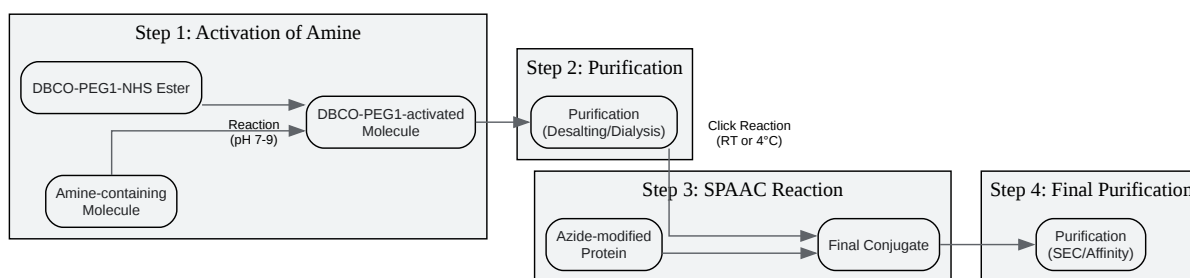 Step 1: Activation of Amine
DBCO-PEG1-NHS Ester
Reaction
(pH 7-9)
Amine-containing
Molecule
DBCO-PEG1-activated
Molecule
Step 2: Purification
Purification
(Desalting/Dialysis)
Click Reaction
(RT or 4°C)
Step 3: SPAAC Reaction
Azide-modified
Protein
Final Conjugate
Step 4: Final Purification
Purification
(SEC/Affinity)